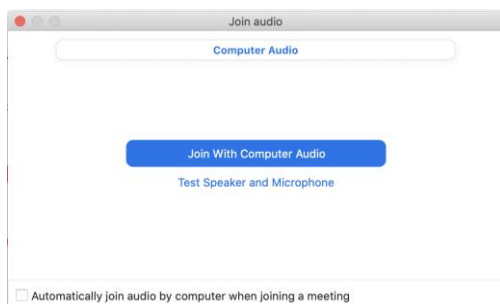 Join audio
Computer Audio
Join With Computer Audio
Test Speaker and Microphone
Automatically join audio by computer when joining a meeting